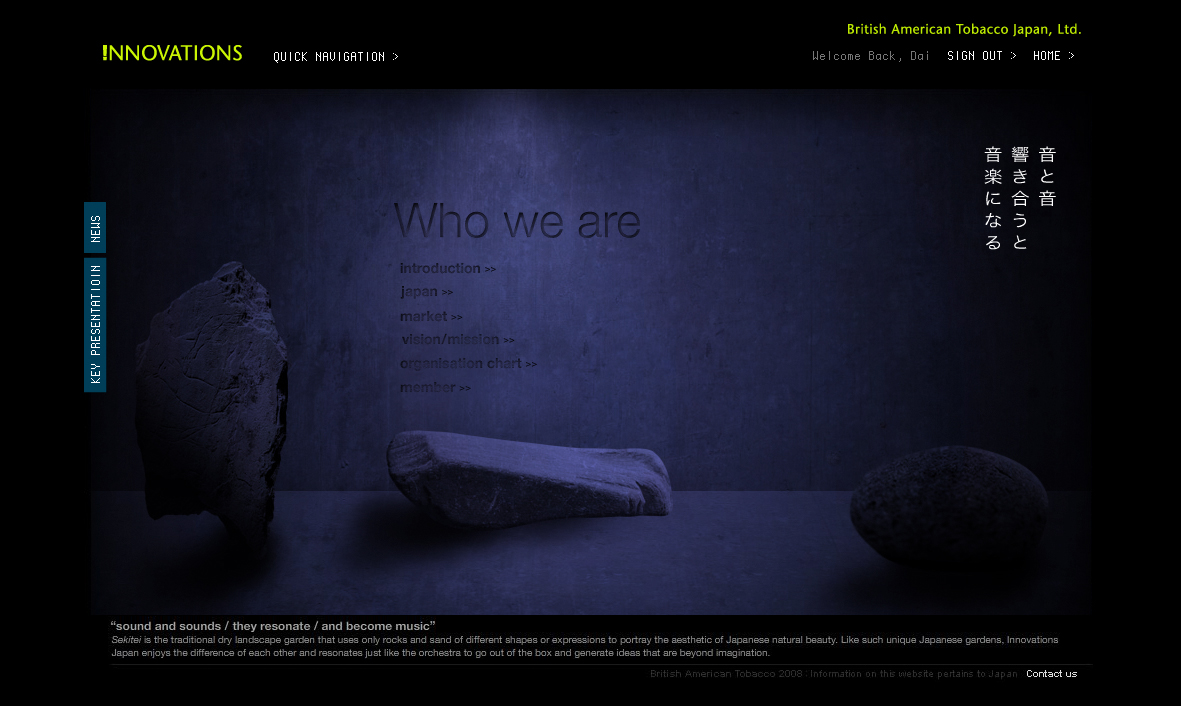 British American Tobacco Japan, Ltd.
INNOVATIONS
QUICK NAVIGATION >
Welcome Back, Dai
SIGN OUT >
HOME >
音と音
響き合うと
音楽になる
NEWS
KEY PRESENTATIOIN
Who we are
introduction >>
japan >>
market >>
vision/mission >>
organisation chart >>
member >>
“sound and sounds / they resonate / and become music”
Sekitei is the traditional dry landscape garden that uses only rocks and sand of different shapes or expressions to portray the aesthetic of Japanese natural beauty. Like such unique Japanese gardens, Innovations
Japan enjoys the difference of each other and resonates just like the orchestra to go out of the box and generate ideas that are beyond imagination.
British American Tobacco 2008 : Information on this website pertains to Japan
Contact us